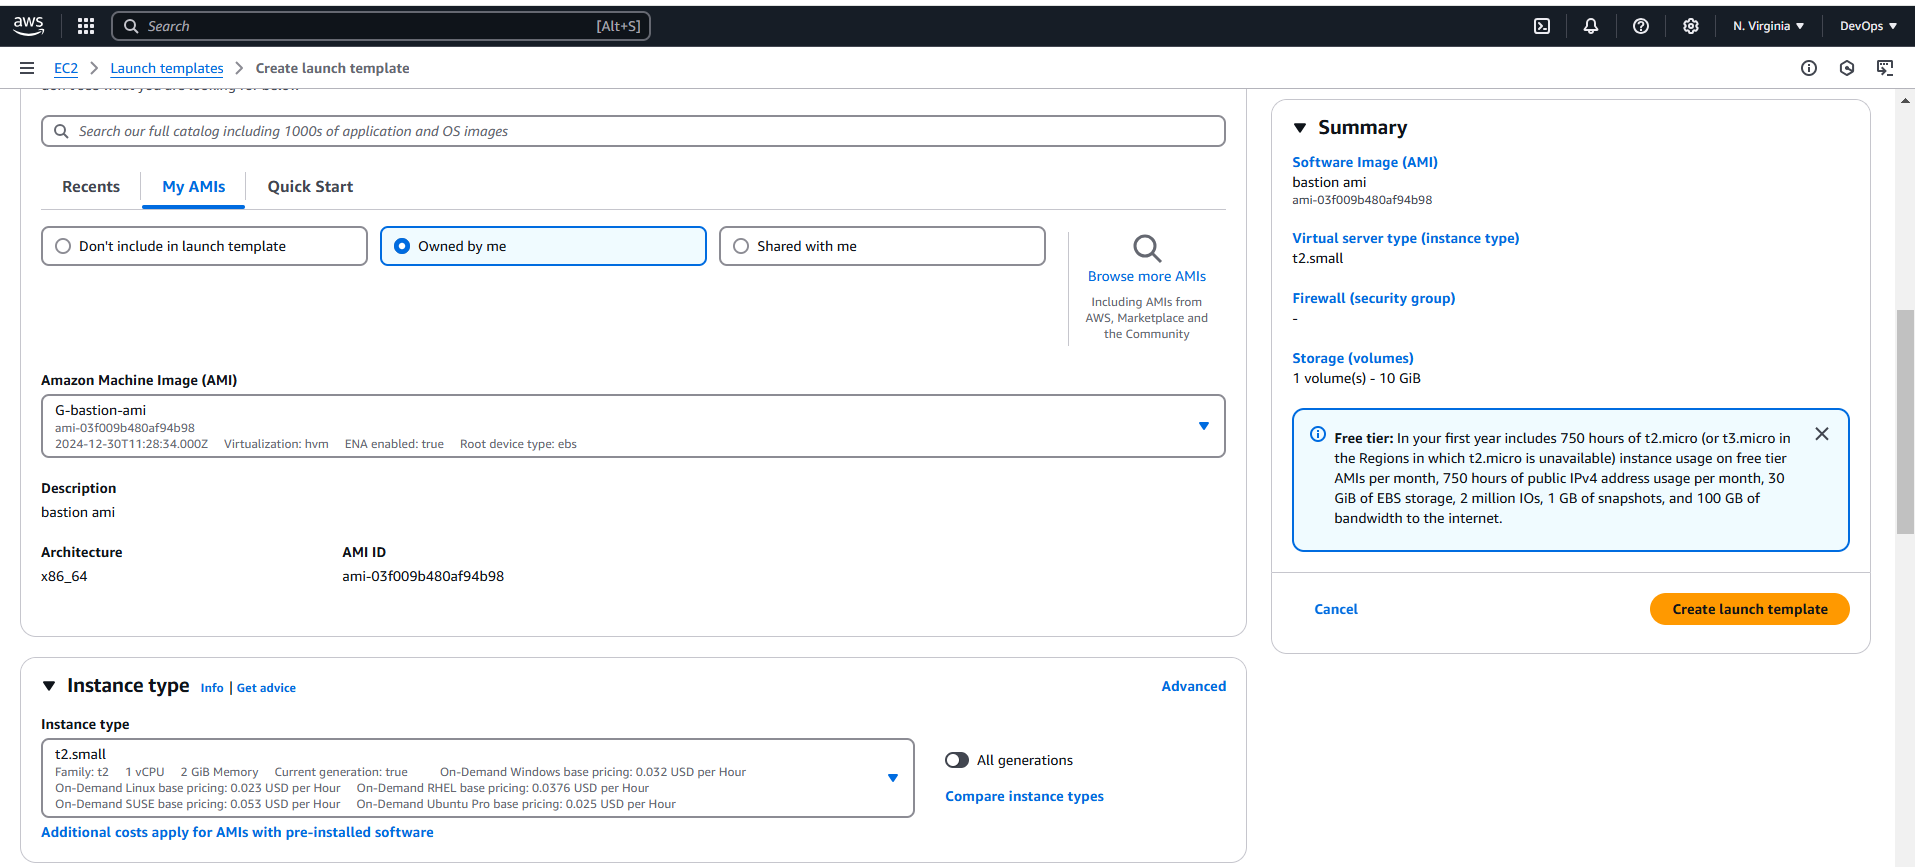 aws
Search [Alt+S]
N. Virginia
DevOps
EC2 Launch templates Create launch template
Search our full catalog including 1000s of application and OS images
Recents My AMIs Quick Start
Don't include in launch template
Owned by me
Shared with me
Browse more AMIs
Including AMIs from
AWS, Marketplace and
the Community
Amazon Machine Image (AMI)
G-bastion-ami
ami-03f009b480af94b98
2024-12-30T11:28:34.000Z Virtualization: hvm ENA enabled: true Root device type: ebs
Description
bastion ami
Architecture AMI ID
x86_64 ami-03f009b480af94b98
Instance type Info | Get advice Advanced
Instance type
t2.small
Family: t2 1 vCPU 2 GiB Memory Current generation: true On-Demand Windows base pricing: 0.032 USD per Hour
On-Demand Linux base pricing: 0.023 USD per Hour On-Demand RHEL base pricing: 0.0376 USD per Hour
On-Demand SUSE base pricing: 0.053 USD per Hour On-Demand Ubuntu Pro base pricing: 0.025 USD per Hour
All generations
Compare instance types
Additional costs apply for AMIs with pre-installed software
Summary
Software Image (AMI)
bastion ami
ami-03f009b480af94b98
Virtual server type (instance type)
t2.small
Firewall (security group)
-
Storage (volumes)
1 volume(s) - 10 GiB
Free tier: In your first year includes 750 hours of t2.micro (or t3.micro in
the Regions in which t2.micro is unavailable) instance usage on free tier
AMIs per month, 750 hours of public IPv4 address usage per month, 30
GiB of EBS storage, 2 million IOs, 1 GB of snapshots, and 100 GB of
bandwidth to the internet.
Cancel Create launch template